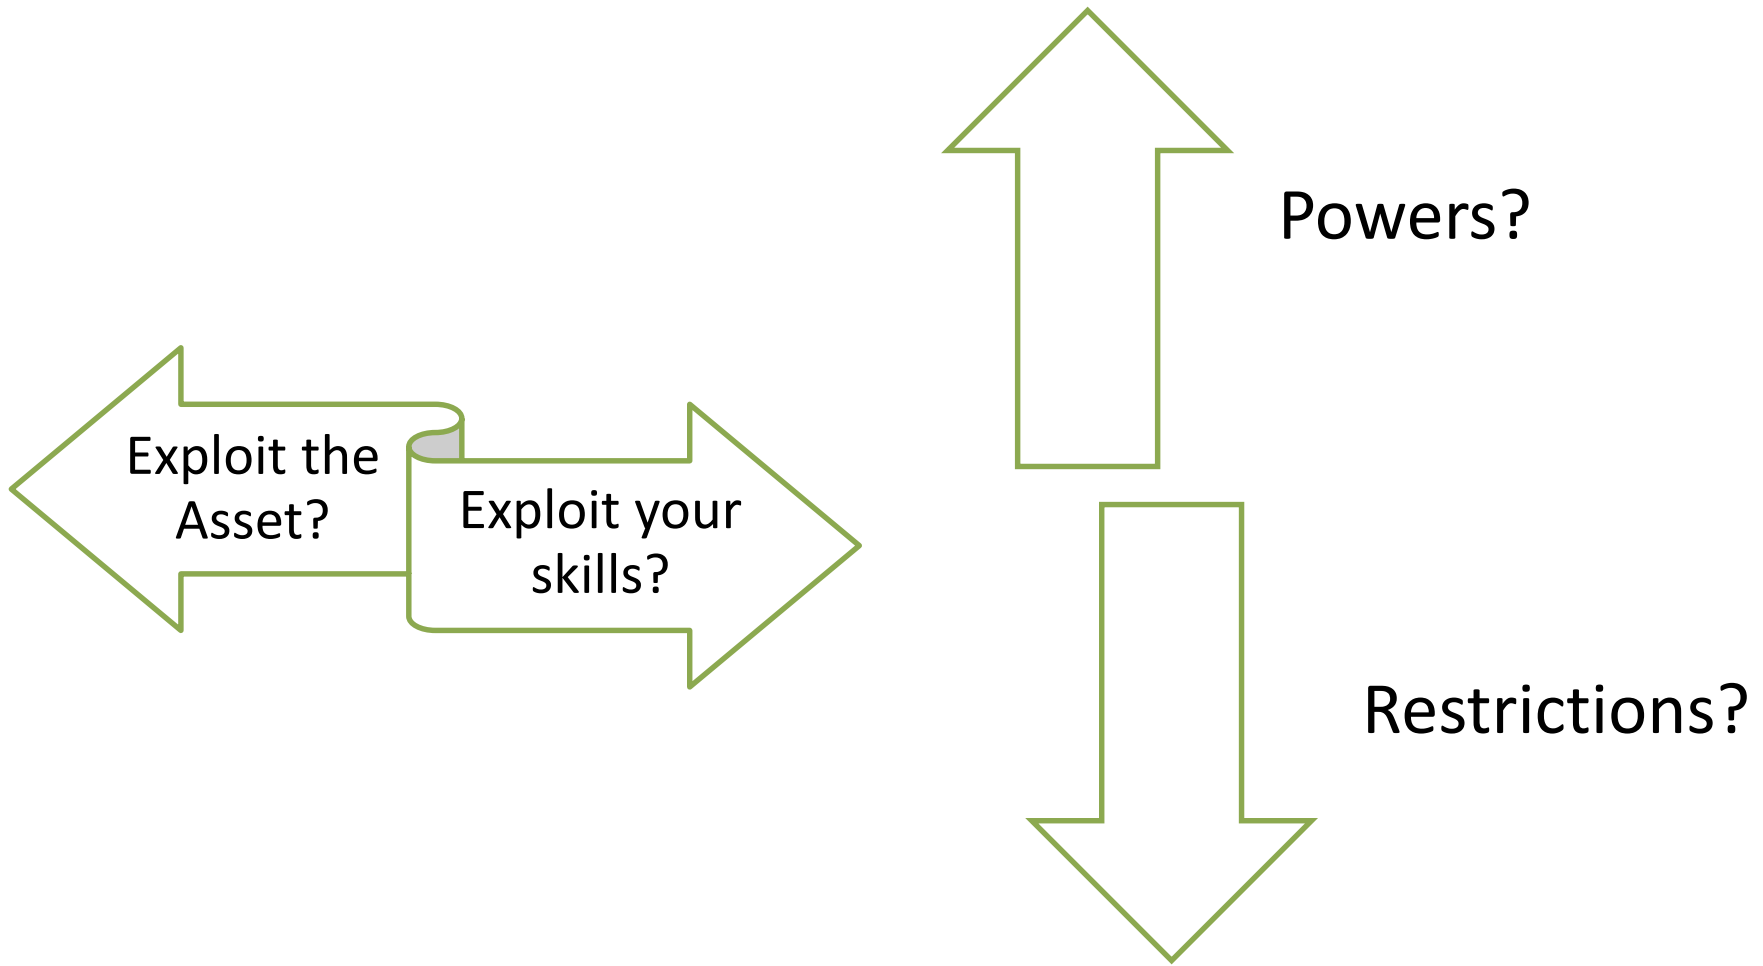 Exploit the
Asset?
Exploit your
skills?
Powers?
Restrictions?